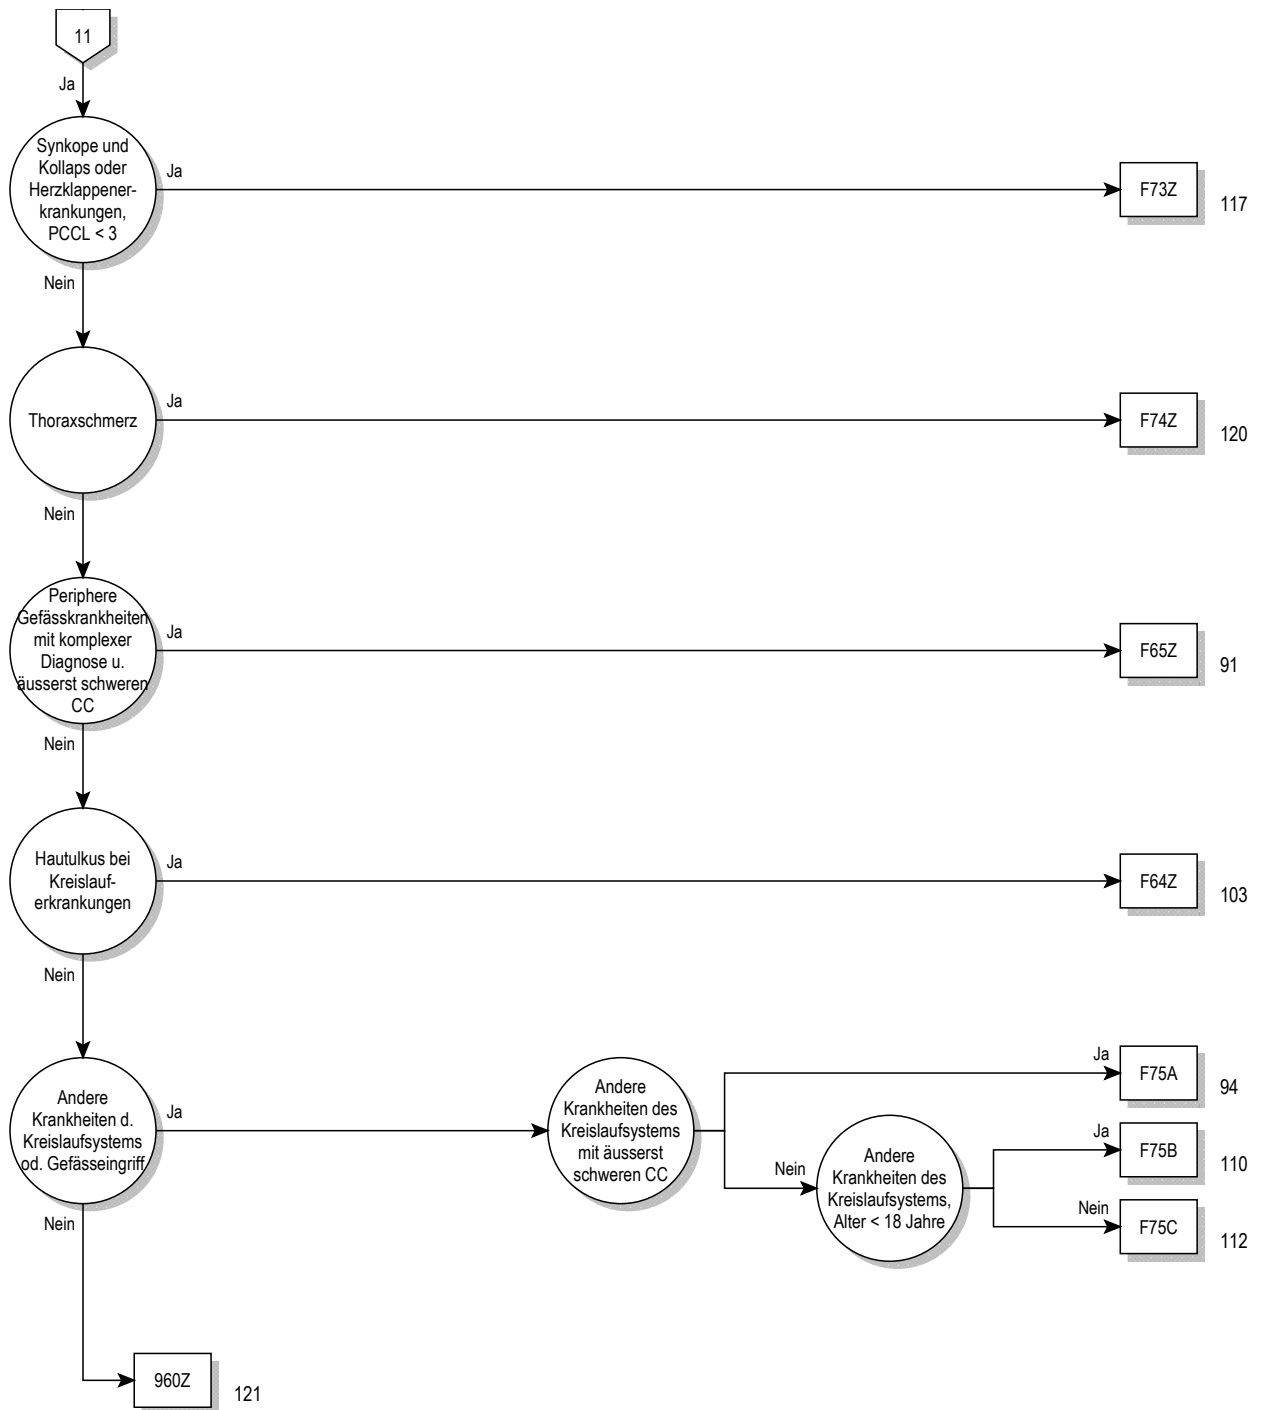 11
Ja
Synkope und
Kollaps oder
Herzklappener-
krankungen,
PCCL < 3
Ja
F73Z
117
Nein
Thoraxschmerz
Ja
F74Z
120
Nein
Periphere
Gefässkrankheiten
mit komplexer
Diagnose u.
äusserst schweren
CC
Ja
F65Z
91
Nein
Hautulkus bei
Kreislauf-
erkrankungen
Ja
F64Z
103
Nein
Andere
Krankheiten d.
Kreislaufsystems
od. Gefässeingriff
Ja
Andere
Krankheiten des
Kreislaufsystems
mit äusserst
schweren CC
Ja
F75A
94
Nein
Andere
Krankheiten des
Kreislaufsystems,
Alter < 18 Jahre
Ja
F75B
110
Nein
F75C
112
Nein
960Z
121